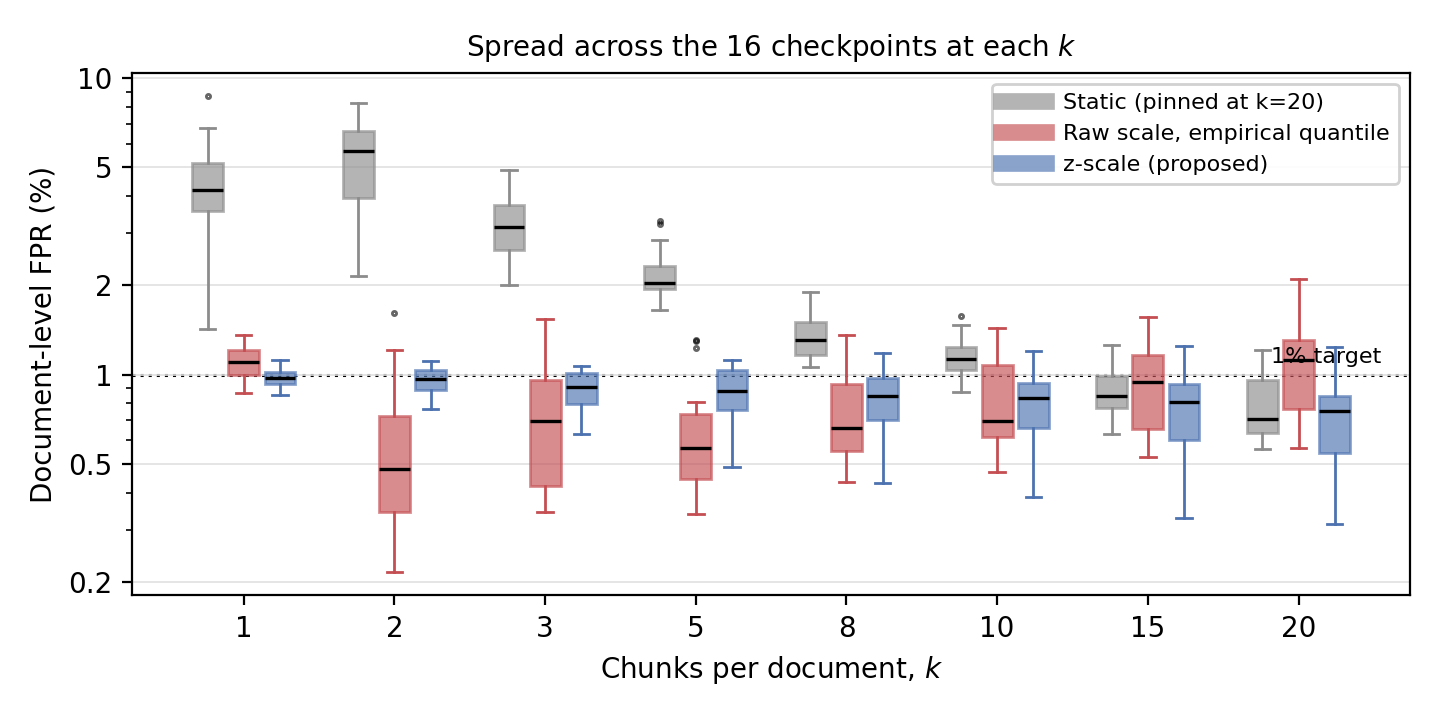 Spread across the 16 checkpoints at each k
Document-level FPR (%)
10
5
2
1
0.5
0.2
Static (pinned at k=20)
Raw scale, empirical quantile
z-scale (proposed)
1% target
1 2 3 5 8 10 15 20
Chunks per document, k